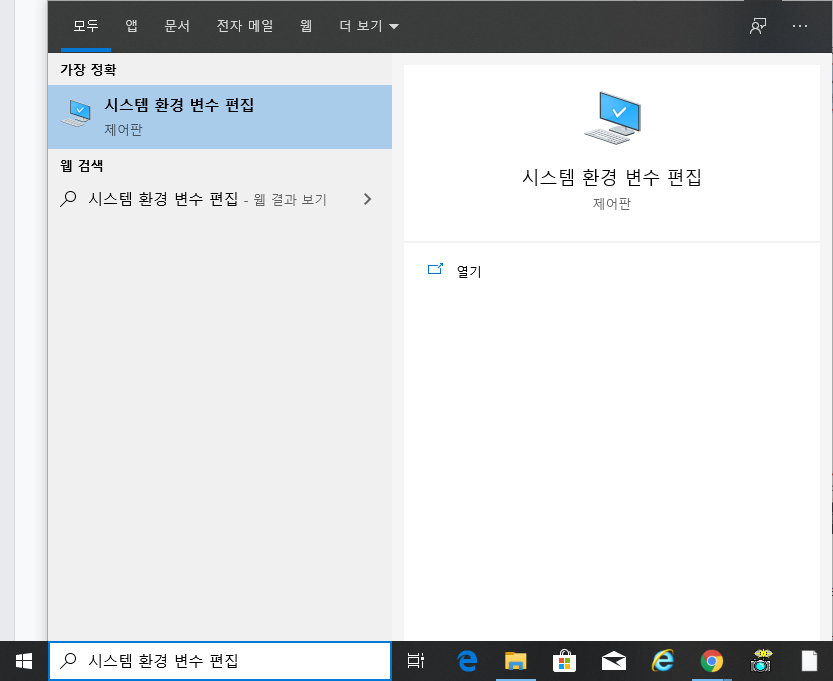 모두 앱 문서 전자 메일 웹 더 보기
가장 정확
시스템 환경 변수 편집
제어판
웹 검색
시스템 환경 변수 편집 - 웹 결과 보기
시스템 환경 변수 편집
제어판
열기
시스템 환경 변수 편집